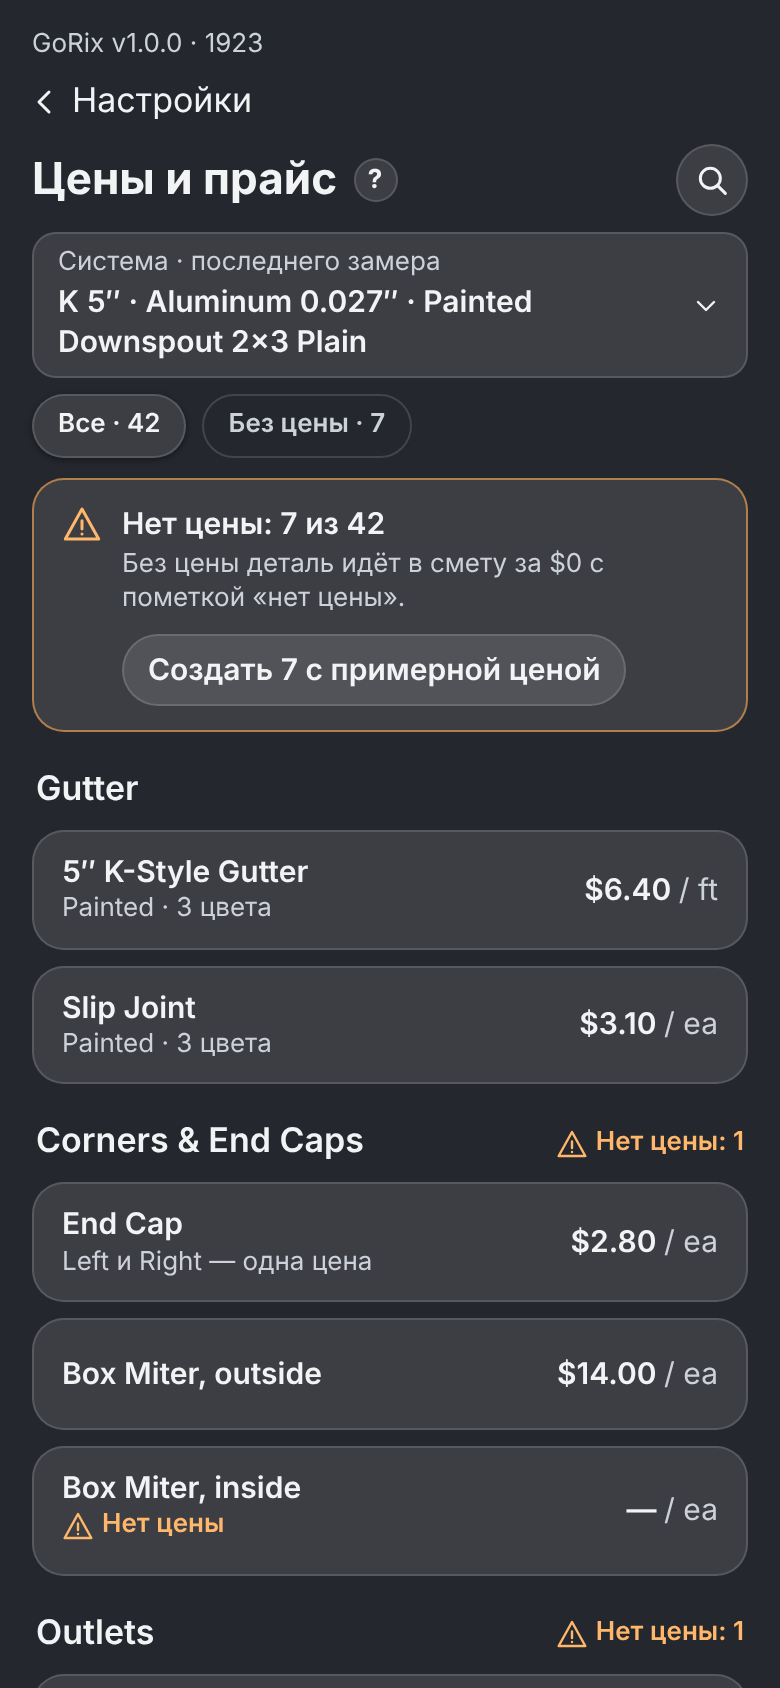 GoRix v1.0.0 · 1923
Настройки
Цены и прайс ?
Система · последнего замера
K 5″ · Aluminum 0.027″ · Painted
Downspout 2×3 Plain
Все · 42
Без цены · 7
Нет цены: 7 из 42
Без цены деталь идёт в смету за $0 с
пометкой «нет цены».
Создать 7 с примерной ценой
Gutter
5″ K-Style Gutter
Painted · 3 цвета
$6.40 / ft
Slip Joint
Painted · 3 цвета
$3.10 / ea
Corners & End Caps
Нет цены: 1
End Cap
Left и Right — одна цена
$2.80 / ea
Box Miter, outside
$14.00 / ea
Box Miter, inside
Нет цены
— / ea
Outlets
Нет цены: 1